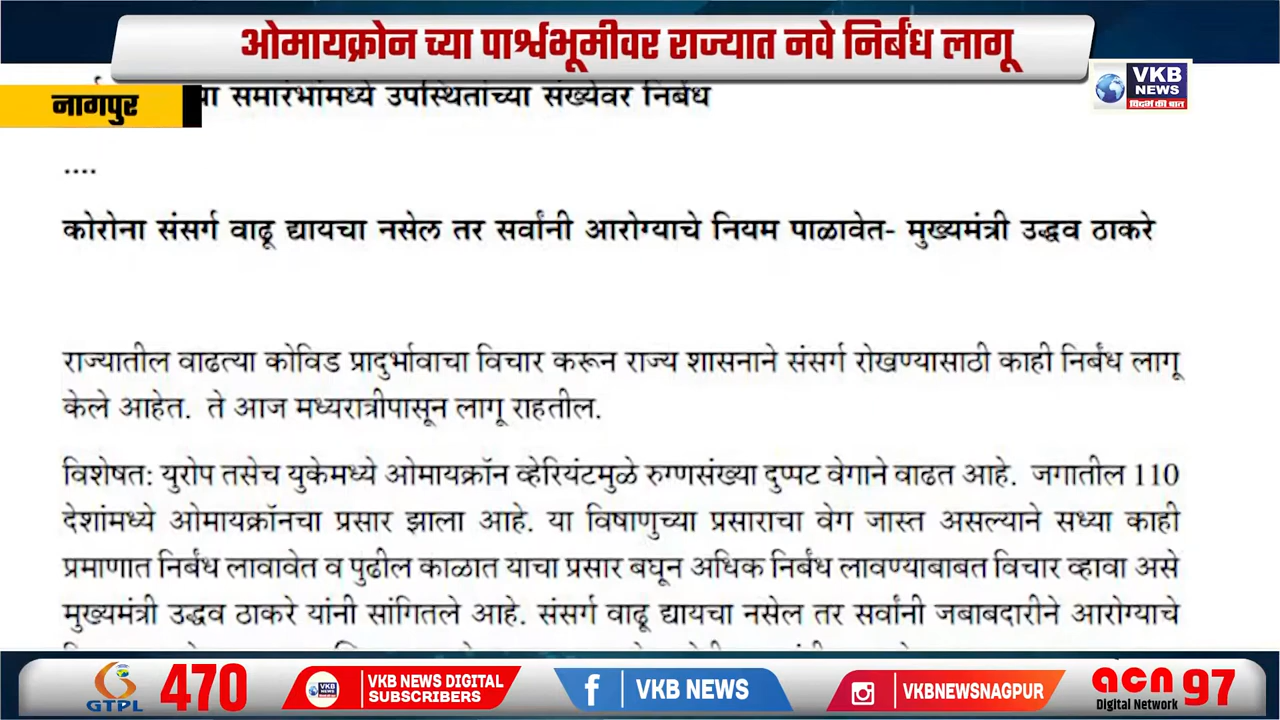 ओमायक्रोन च्या पार्श्वभूमीवर राज्यात नवे निर्बंध लागू
VKB
NEWS
विदर्भ की बात
नागपुर
समारंभांमध्ये उपस्थितांच्या संख्येवर निर्बंध
....
कोरोना संसर्ग वाढू द्यायचा नसेल तर सर्वांनी आरोग्याचे नियम पाळावेत- मुख्यमंत्री उद्धव ठाकरे
राज्यातील वाढत्या कोविड प्रादुर्भावाचा विचार करून राज्य शासनाने संसर्ग रोखण्यासाठी काही निर्बंध लागू
केले आहेत. ते आज मध्यरात्रीपासून लागू राहतील.
विशेषत: युरोप तसेच युकेमध्ये ओमायक्रॉन व्हेरियंटमुळे रुग्णसंख्या दुप्पट वेगाने वाढत आहे. जगातील 110
देशांमध्ये ओमायक्रॉनचा प्रसार झाला आहे. या विषाणुच्या प्रसाराचा वेग जास्त असल्याने सध्या काही
प्रमाणात निर्बंध लावावेत व पुढील काळात याचा प्रसार बघून अधिक निर्बंध लावण्याबाबत विचार व्हावा असे
मुख्यमंत्री उद्धव ठाकरे यांनी सांगितले आहे. संसर्ग वाढू द्यायचा नसेल तर सर्वांनी जबाबदारीने आरोग्याचे
GTPL
470
VKB NEWS
VKB NEWS DIGITAL
SUBSCRIBERS
VKB NEWS
VKBNEWSNAGPUR
acn 97
Digital Network